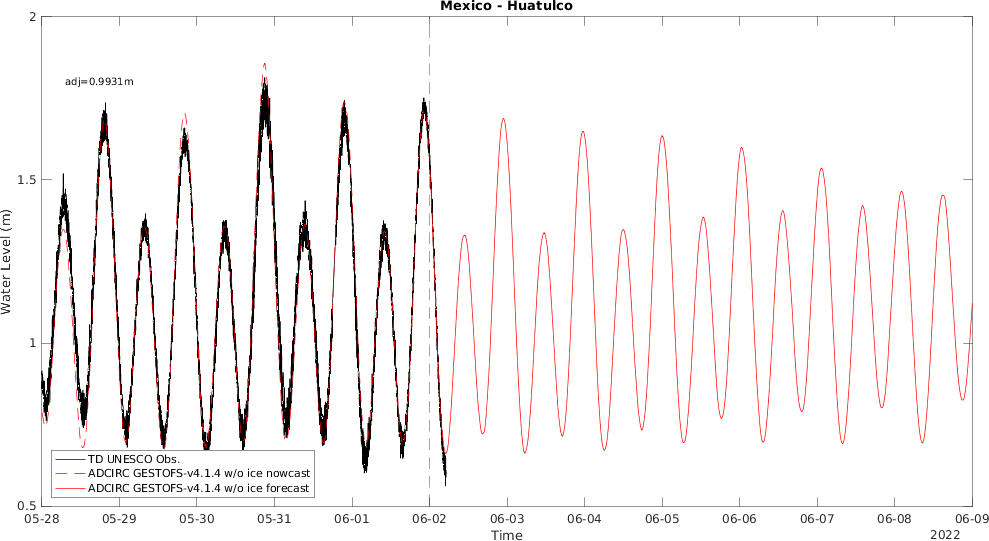 Mexico - Huatulco
adj=0.9931m
2
1.5
1
0.5
Water Level (m)
TD UNESCO Obs.
ADCIRC GESTOFS-v4.1.4 w/o ice nowcast
ADCIRC GESTOFS-v4.1.4 w/o ice forecast
05-28 05-29 05-30 05-31 06-01 06-02 06-03 06-04 06-05 06-06 06-07 06-08 06-09
Time
2022